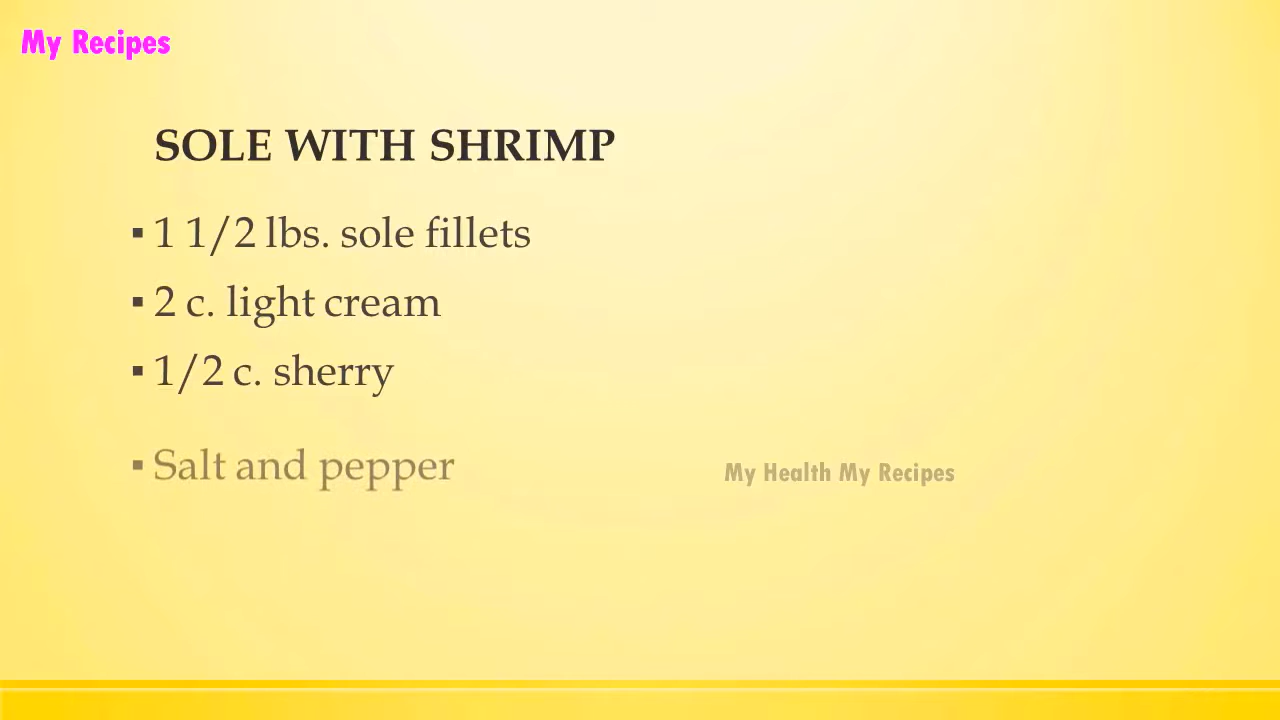 My Recipes
SOLE WITH SHRIMP
▪ 1 1/2 lbs. sole fillets
▪ 2 c. light cream
▪ 1/2 c. sherry
▪ Salt and pepper
My Health My Recipes